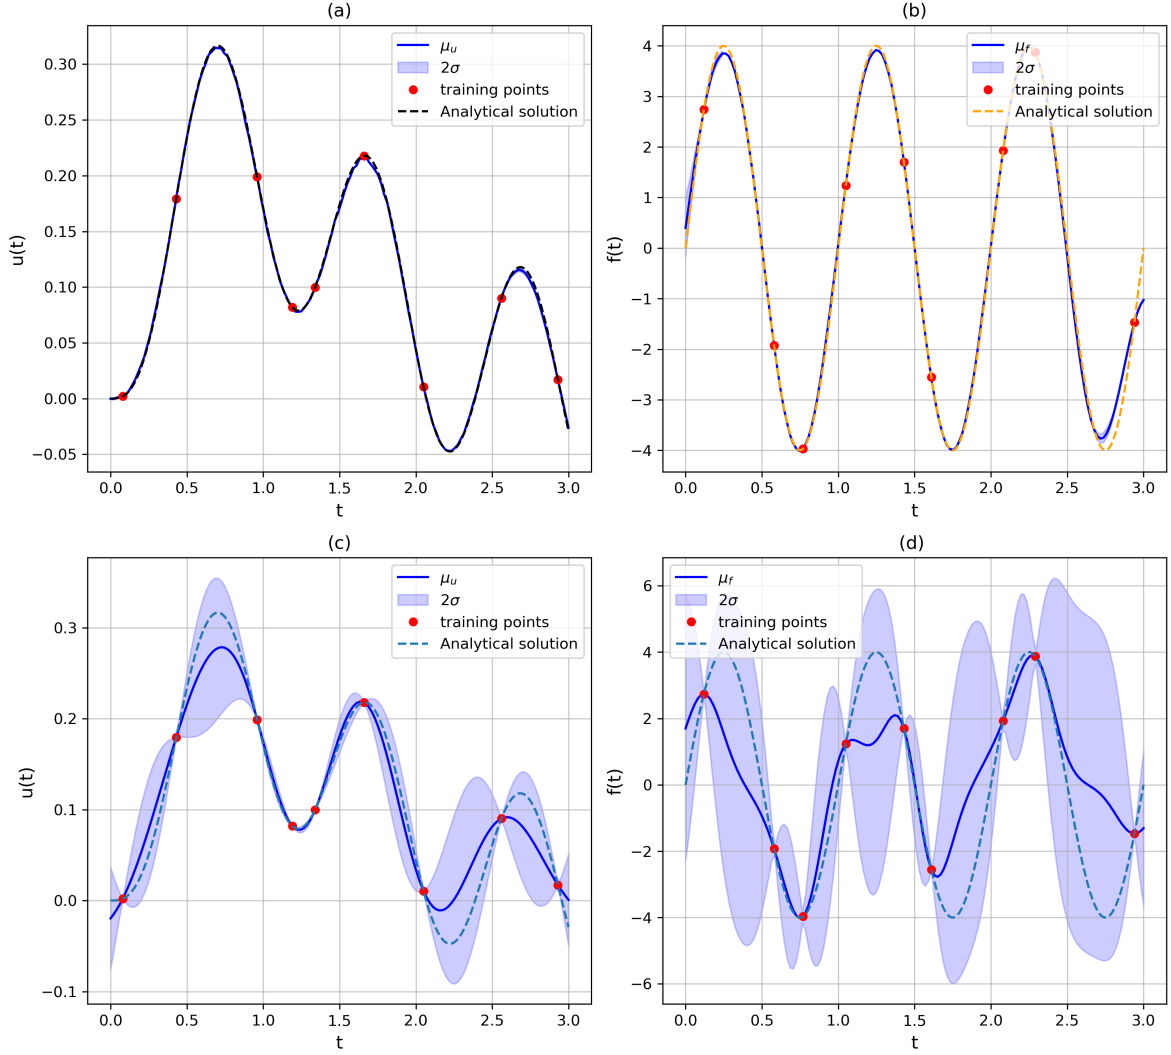 (a)
μu
2σ
training points
Analytical solution
0.30
0.25
0.20
0.15
0.10
0.05
0.00
−0.05
u(t)
0.0 0.5 1.0 1.5 2.0 2.5 3.0
t
(b)
μf
2σ
training points
Analytical solution
4
3
2
1
0
−1
−2
−3
−4
f(t)
0.0 0.5 1.0 1.5 2.0 2.5 3.0
t
(c)
μu
2σ
training points
Analytical solution
0.3
0.2
0.1
0.0
−0.1
u(t)
0.0 0.5 1.0 1.5 2.0 2.5 3.0
t
(d)
μf
2σ
training points
Analytical solution
6
4
2
0
−2
−4
−6
f(t)
0.0 0.5 1.0 1.5 2.0 2.5 3.0
t